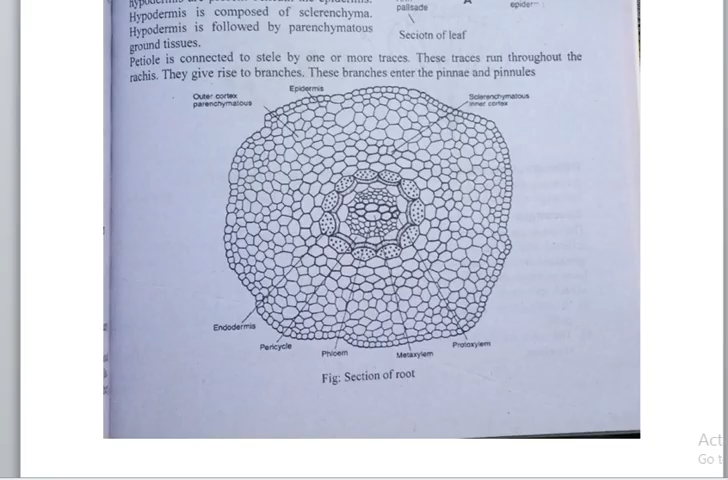 Hypodermis is composed of sclerenchyma.
Hypodermis is followed by parenchymatous
ground tissues.
palisade
Seciotn of leaf
Petiole is connected to stele by one or more traces. These traces run throughout the
rachis. They give rise to branches. These branches enter the pinnae and pinnules
Epidermis
Outer cortex
parenchymatous
Sclerenchymatous
inner cortex
Endodermis
Pericycle
Phloem
Metaxylem
Protoxylem
Fig: Section of root
Act
Go t